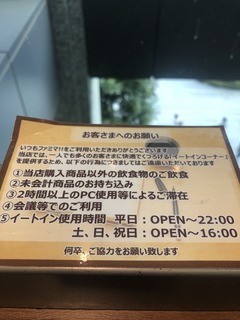 お客さまへのお願い
いつもファミマ!!をご利用いただきありがとうございます
当店では、一人でも多くのお客さまに快適でくつろげる「イートインコーナー」
を提供するため、以下の行為につきましてはご遠慮いただいております。
①当店購入商品以外の飲食物のご飲食
②未会計商品のお持ち込み
③2時間以上のPC使用等によるご滞在
④会議等でのご利用
⑤イートイン使用時間 平日：OPEN～22:00
土、日、祝日：OPEN～16:00
何卒、ご協力をお願い致します